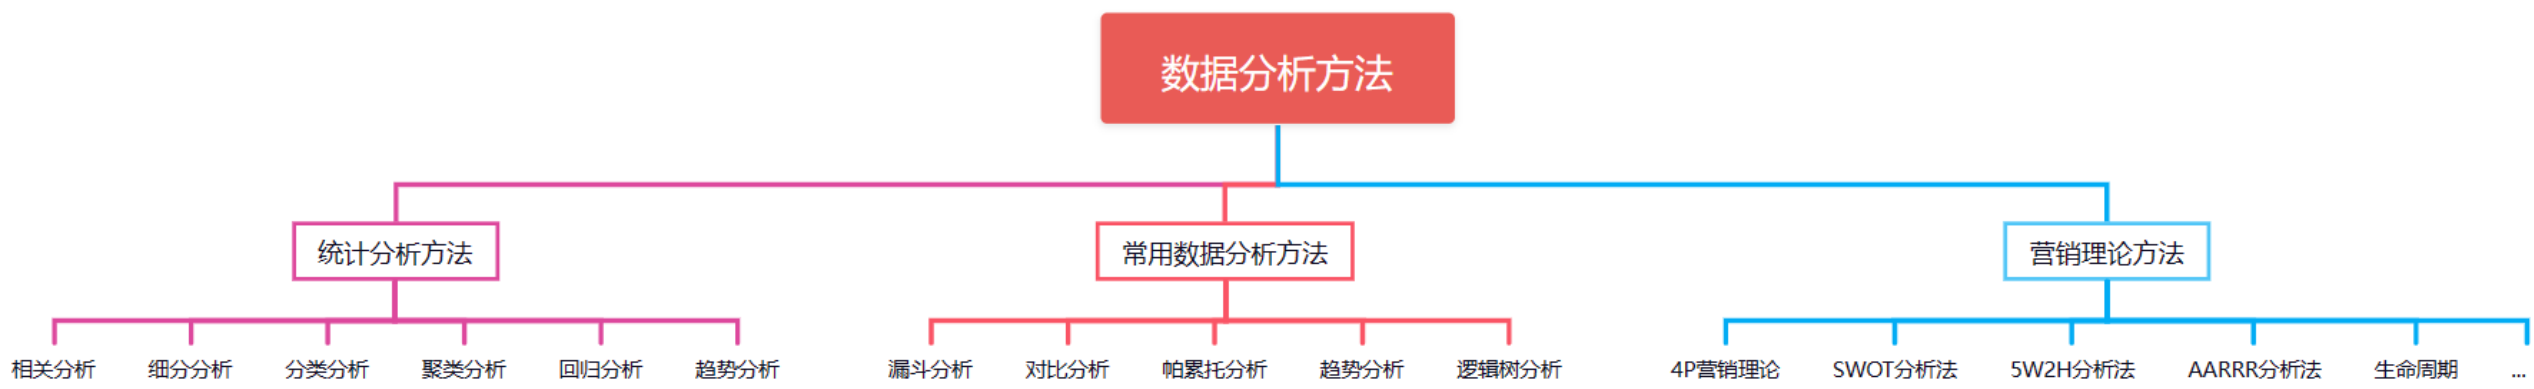 数据分析方法
统计分析方法 常用数据分析方法 营销理论方法
相关分析 细分分析 分类分析 聚类分析 回归分析 趋势分析 漏斗分析 对比分析 帕累托分析 趋势分析 逻辑树分析 4P营销理论 SWOT分析法 5W2H分析法 AARRR分析法 生命周期 ...